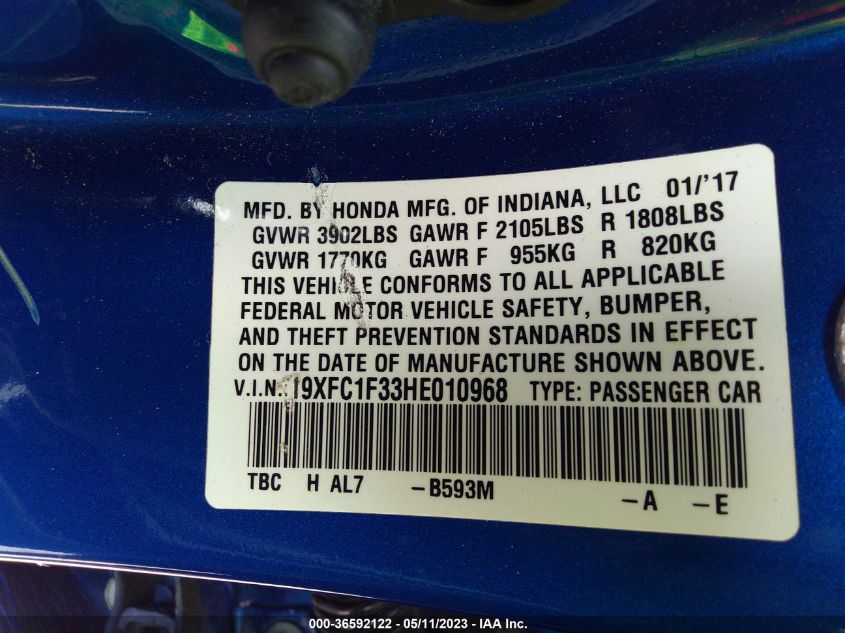 MFD. BY HONDA MFG. OF INDIANA, LLC 01/'17
GVWR 3902LBS GAWR F 2105LBS R 1808LBS
GVWR 1770KG GAWR F 955KG R 820KG
THIS VEHICLE CONFORMS TO ALL APPLICABLE
FEDERAL MOTOR VEHICLE SAFETY, BUMPER,
AND THEFT PREVENTION STANDARDS IN EFFECT
ON THE DATE OF MANUFACTURE SHOWN ABOVE.
V.I.N.: 19XFC1F33HE010968 TYPE: PASSENGER CAR
TBC H AL7 -B593M -A -E
000-36592122 - 05/11/2023 - IAA Inc.